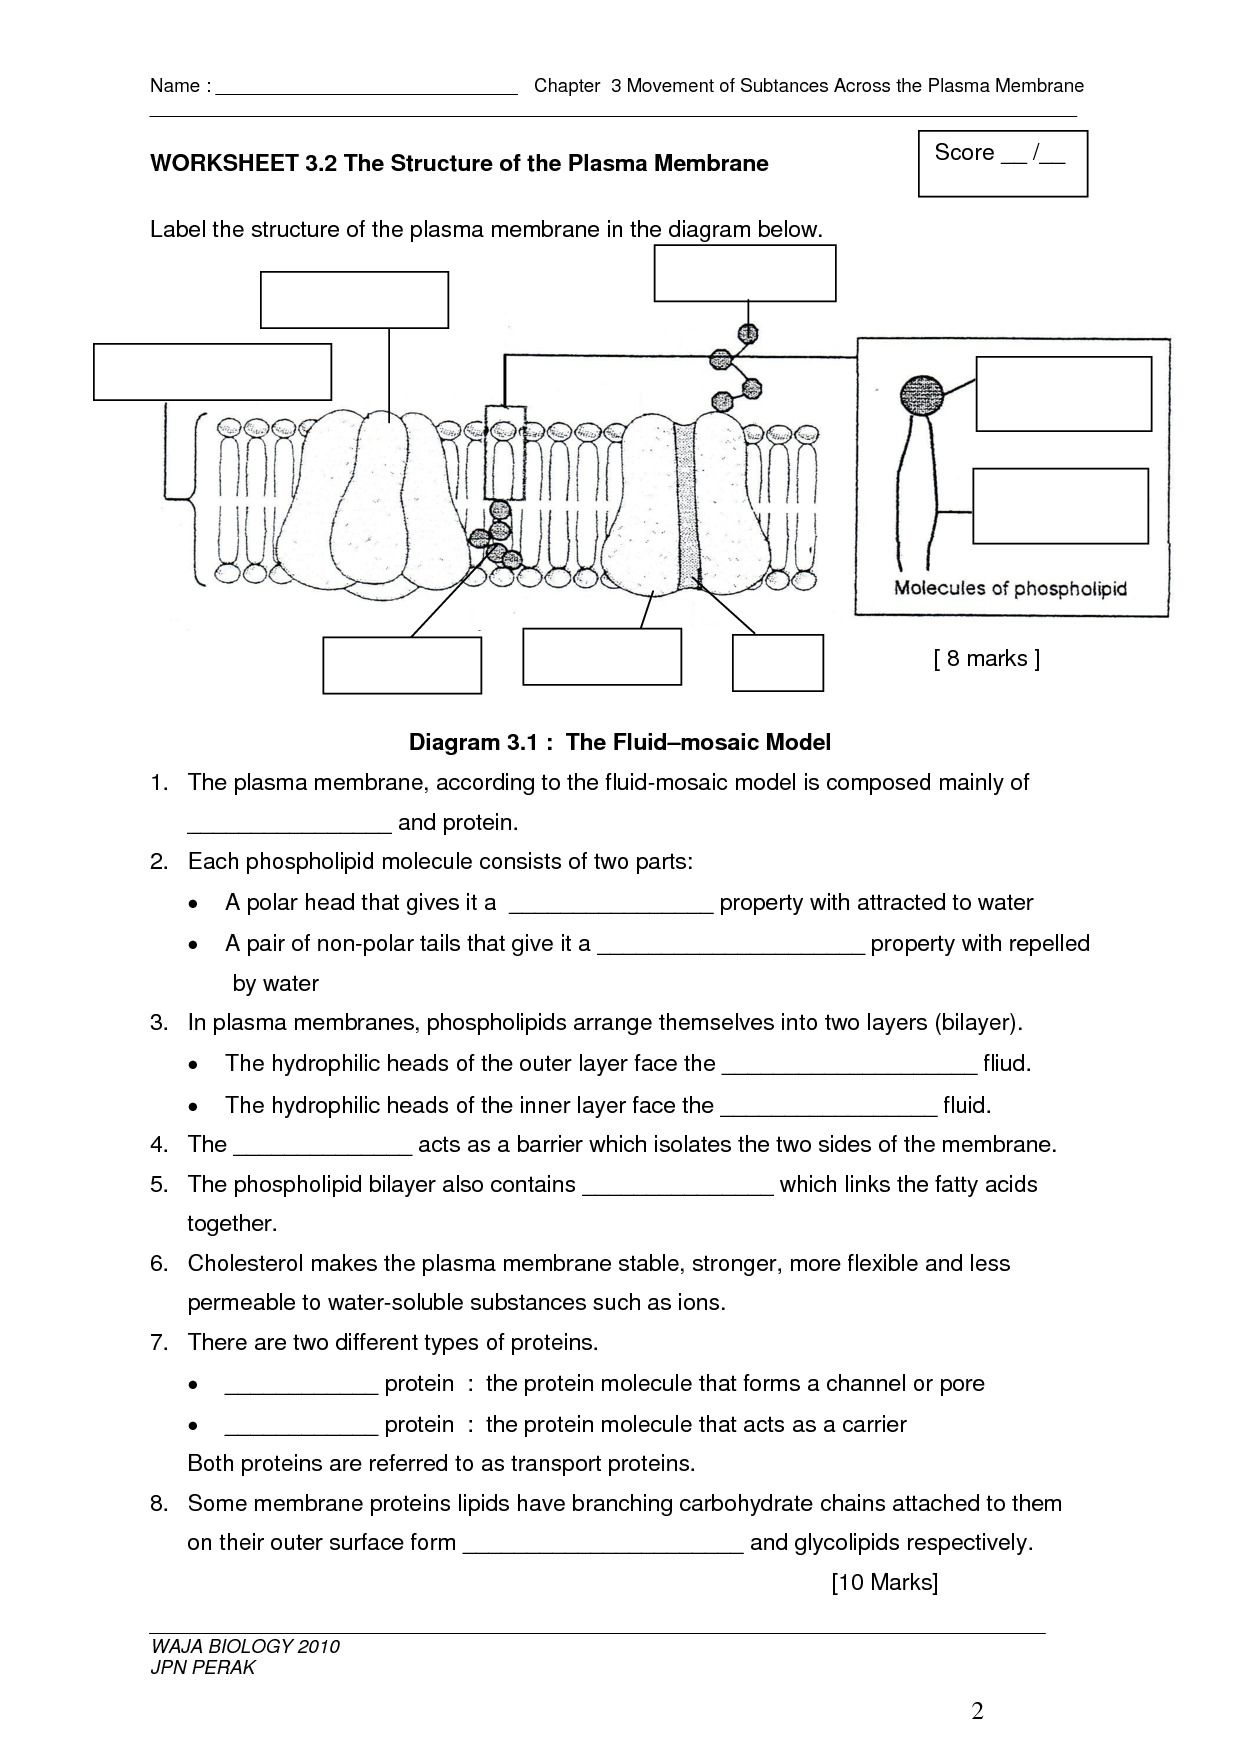 Name : ____________________________ Chapter 3 Movement of Subtances Across the Plasma Membrane
WORKSHEET 3.2 The Structure of the Plasma Membrane
Score __ /__
Label the structure of the plasma membrane in the diagram below.
Molecules of phospholipid
[ 8 marks ]
Diagram 3.1 : The Fluid–mosaic Model
1. The plasma membrane, according to the fluid-mosaic model is composed mainly of
________________ and protein.
2. Each phospholipid molecule consists of two parts:
• A polar head that gives it a ________________ property with attracted to water
• A pair of non-polar tails that give it a _____________________ property with repelled
by water
3. In plasma membranes, phospholipids arrange themselves into two layers (bilayer).
• The hydrophilic heads of the outer layer face the ____________________ fliud.
• The hydrophilic heads of the inner layer face the _________________ fluid.
4. The ______________ acts as a barrier which isolates the two sides of the membrane.
5. The phospholipid bilayer also contains _______________ which links the fatty acids
together.
6. Cholesterol makes the plasma membrane stable, stronger, more flexible and less
permeable to water-soluble substances such as ions.
7. There are two different types of proteins.
• ____________ protein : the protein molecule that forms a channel or pore
• ____________ protein : the protein molecule that acts as a carrier
Both proteins are referred to as transport proteins.
8. Some membrane proteins lipids have branching carbohydrate chains attached to them
on their outer surface form ______________________ and glycolipids respectively.
[10 Marks]
WAJA BIOLOGY 2010
JPN PERAK
2